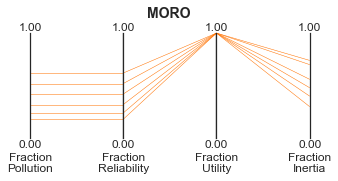 MORO
1.00 1.00 1.00 1.00
0.00 0.00 0.00 0.00
Fraction Fraction Fraction Fraction
Pollution Reliability Utility Inertia